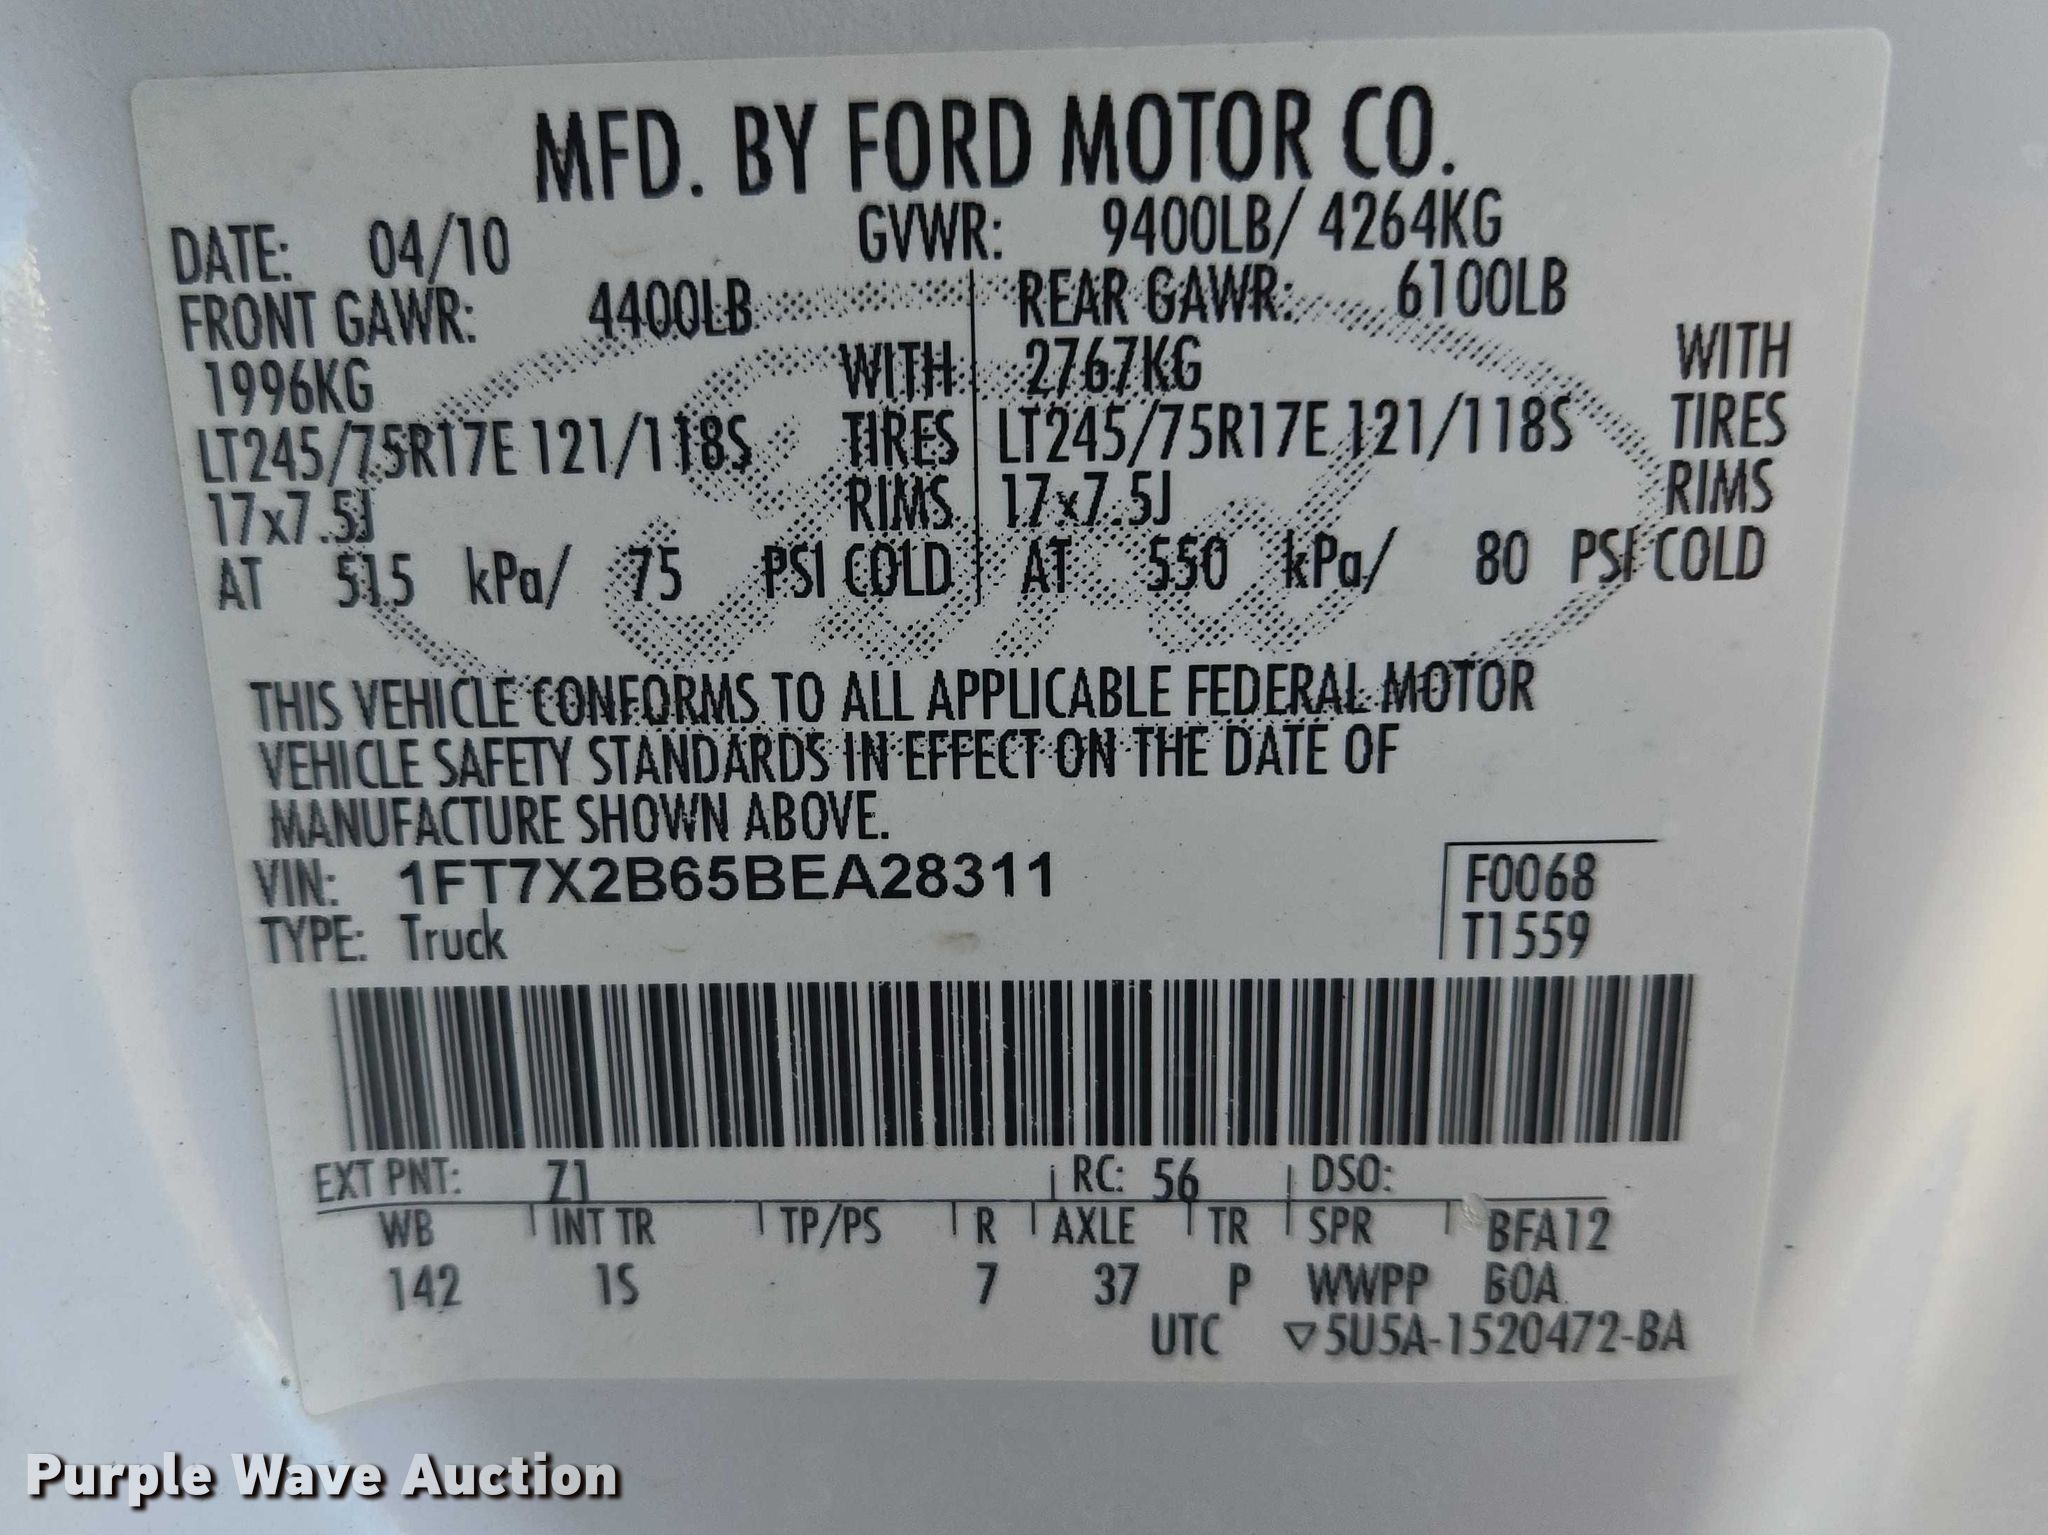 MFD. BY FORD MOTOR CO.
DATE: 04/10 GVWR: 9400LB/ 4264KG
FRONT GAWR: 4400LB REAR GAWR: 6100LB
1996KG WITH 2767KG WITH
LT245/75R17E 121/118S TIRES LT245/75R17E 121/118S TIRES
17x7.5J RIMS 17x7.5J RIMS
AT 515 kPa/ 75 PSI COLD AT 550 kPa/ 80 PSI COLD
THIS VEHICLE CONFORMS TO ALL APPLICABLE FEDERAL MOTOR
VEHICLE SAFETY STANDARDS IN EFFECT ON THE DATE OF
MANUFACTURE SHOWN ABOVE.
VIN: 1FT7X2B65BEA28311 F0068
TYPE: Truck T1559
EXT PNT: Z1 RC: 56 DSO:
WB INT TR TP/PS R AXLE TR SPR BFA12
142 1S 7 37 P WWPP BOA
UTC ▽5U5A-1520472-BA
Purple Wave Auction